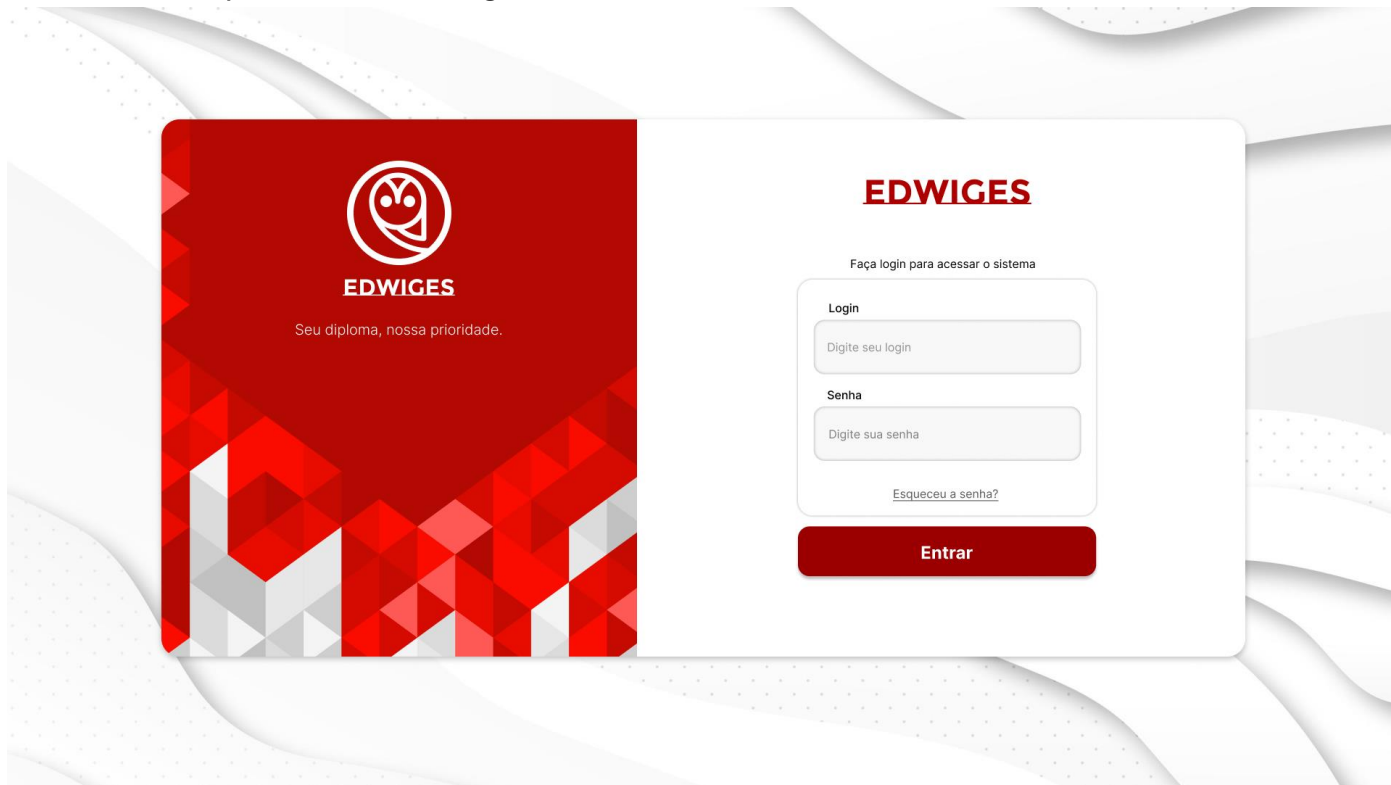 EDWIGES
Seu diploma, nossa prioridade.
EDWIGES
Faça login para acessar o sistema
Login
Digite seu login
Senha
Digite sua senha
Esqueceu a senha?
Entrar